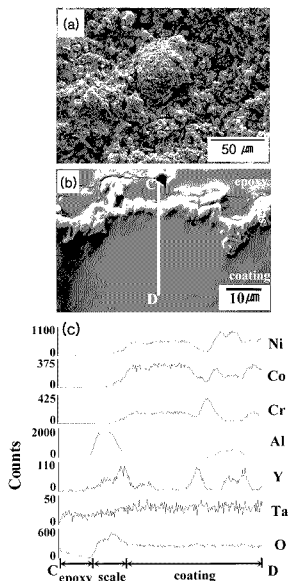 (a)
50 ㎛
(b)
C
epoxy
coating
D
10㎛
(c)
1100
0
Ni
375
0
Co
425
0
Cr
2000
0
Al
110
0
Y
50
0
Ta
600
0
O
Counts
C
D
epoxy scale coating